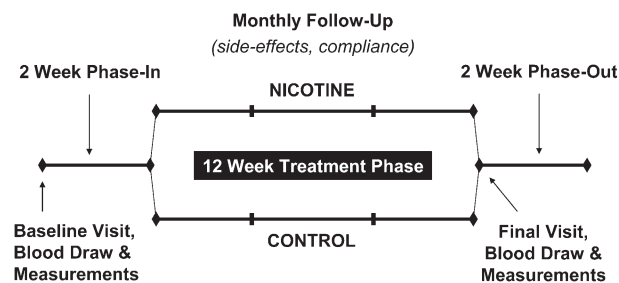 Monthly Follow-Up
(side-effects, compliance)
2 Week Phase-In
2 Week Phase-Out
NICOTINE
12 Week Treatment Phase
CONTROL
Baseline Visit,
Blood Draw &
Measurements
Final Visit,
Blood Draw &
Measurements